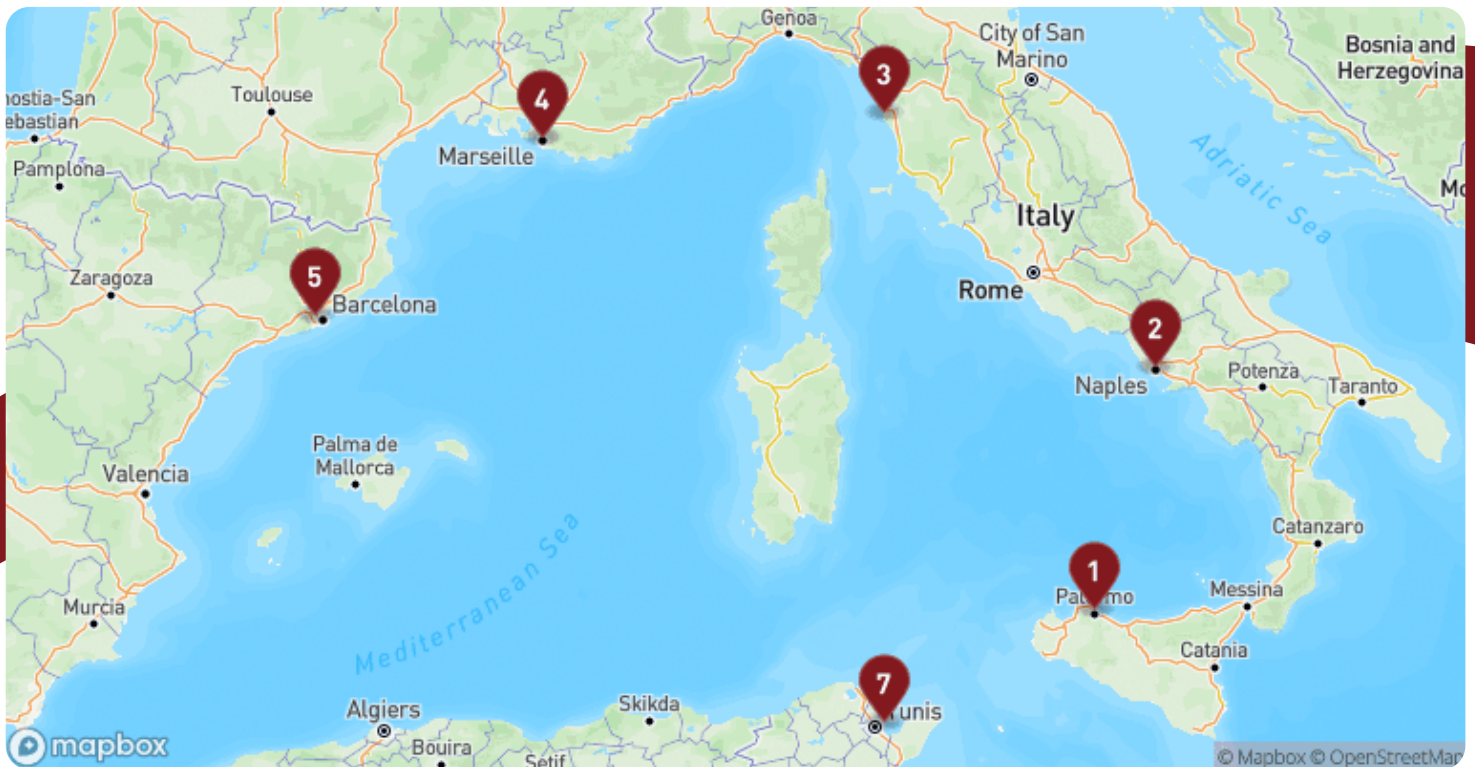 Genoa
City of San
Marino
Bosnia and
Herzegovina
3
4
Toulouse
nostia-San
ebastian
Marseille
Pamplona
Adriatic Sea
Mo
Italy
5
Zaragoza
Barcelona
Rome
2
Naples
Potenza
Taranto
Palma de
Mallorca
Valencia
Mediterranean Sea
Catanzaro
1
Messina
Murcia
Catania
7
unis
Algiers
Skikda
Bouira
Setif
mapbox
© Mapbox © OpenStreetMap